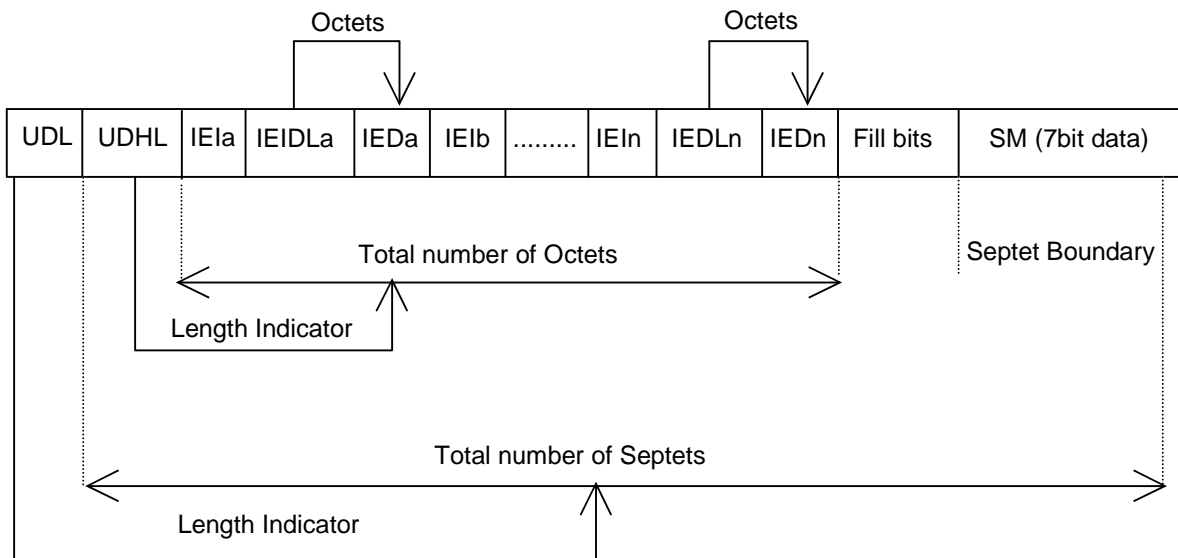 Octets Octets
UDL UDHL IEIa IEIDLa IEDa IEIb ......... IEIn IEDLn IEDn Fill bits SM (7bit data)
Total number of Octets Septet Boundary
Length Indicator
Total number of Septets
Length Indicator